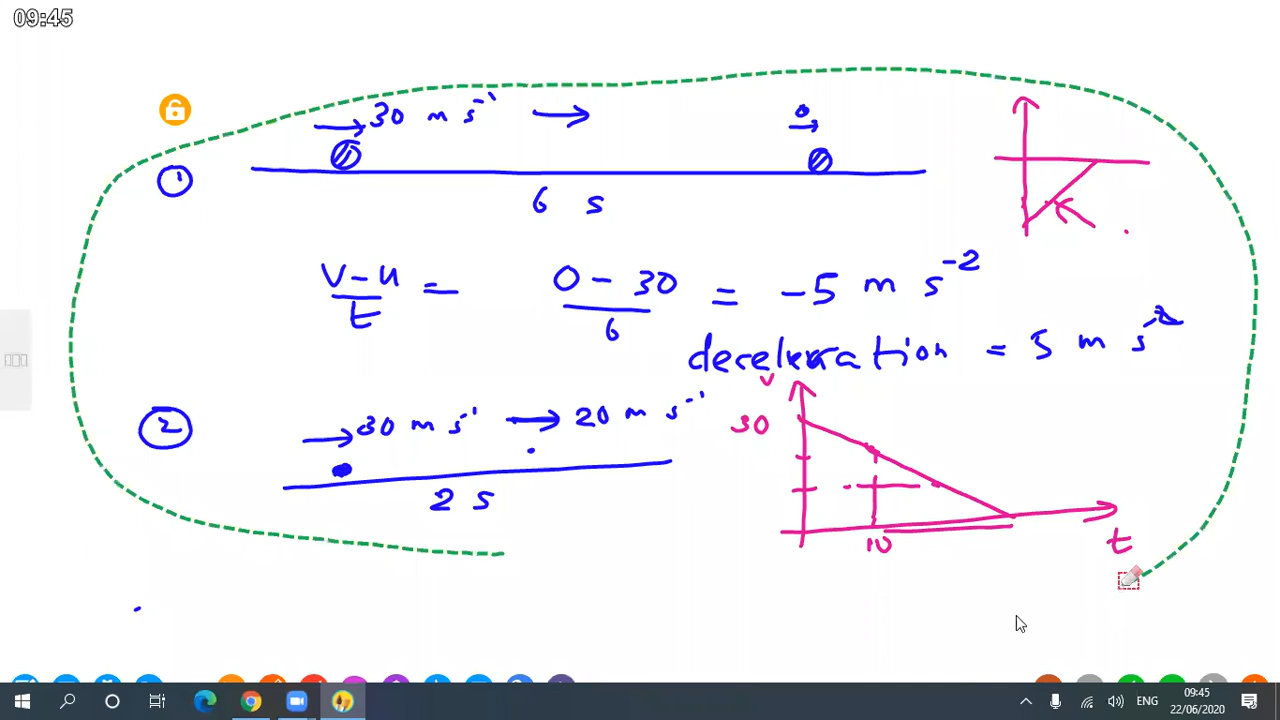 09:45
30 m s⁻¹ → 0
①
6 s
v-u/t = 0-30/6 = -5 m s⁻²
deceleration = 5 m s⁻²
v
② → 30 m s⁻¹ → 20 m s⁻¹
30
2 s
10
t
ENG
09:45
22/06/2020